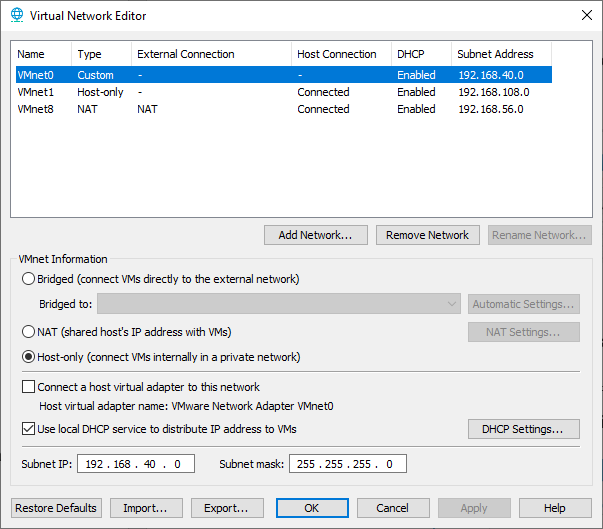 Virtual Network Editor
Name Type External Connection Host Connection DHCP Subnet Address
VMnet0 Custom - - Enabled 192.168.40.0
VMnet1 Host-only - Connected Enabled 192.168.108.0
VMnet8 NAT NAT Connected Enabled 192.168.56.0
Add Network... Remove Network Rename Network...
VMnet Information
Bridged (connect VMs directly to the external network)
Bridged to: Automatic Settings...
NAT (shared host's IP address with VMs) NAT Settings...
Host-only (connect VMs internally in a private network)
Connect a host virtual adapter to this network
Host virtual adapter name: VMware Network Adapter VMnet0
Use local DHCP service to distribute IP address to VMs DHCP Settings...
Subnet IP: 192 . 168 . 40 . 0 Subnet mask: 255 . 255 . 255 . 0
Restore Defaults Import... Export... OK Cancel Apply Help